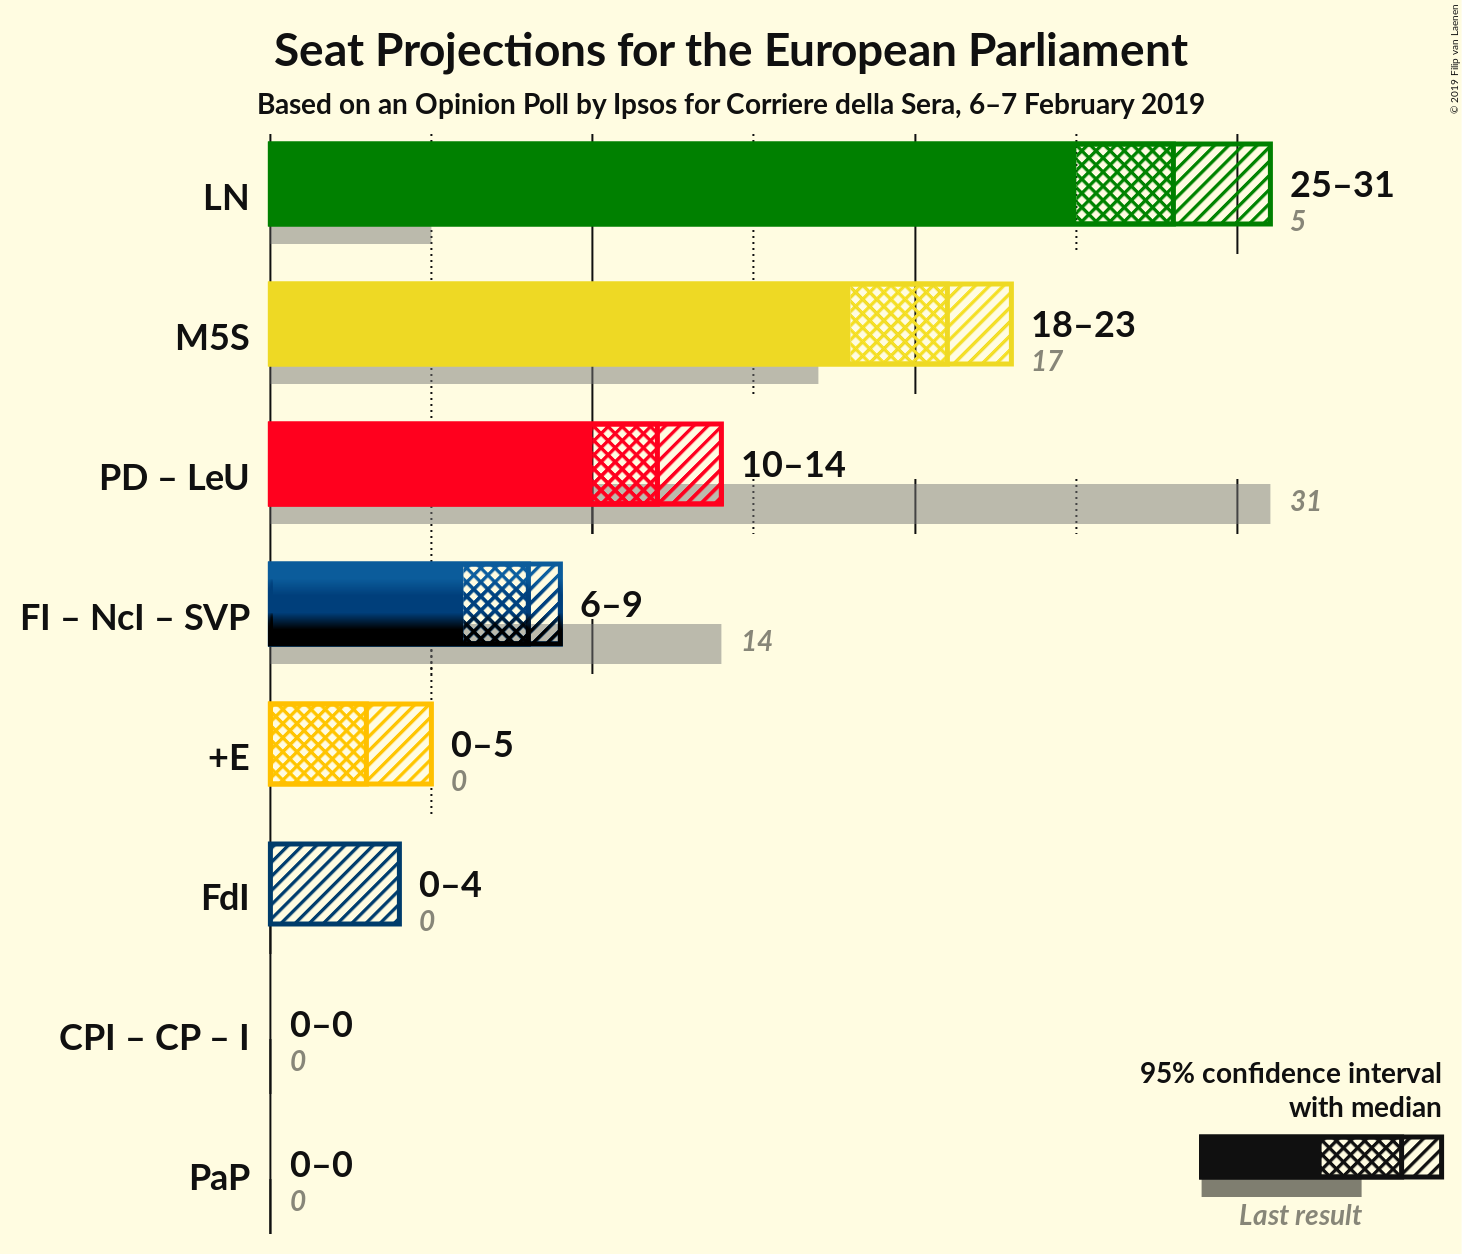 Seat Projections for the European Parliament
Based on an Opinion Poll by Ipsos for Corriere della Sera, 6–7 February 2019
© 2019 Filip van Laenen
LN
25–31
5
M5S
18–23
17
PD – LeU
10–14
31
FI – NcI – SVP
6–9
14
+E
0–5
0
FdI
0–4
0
CPI – CP – I
0–0
0
PaP
0–0
0
95% confidence interval
with median
Last result